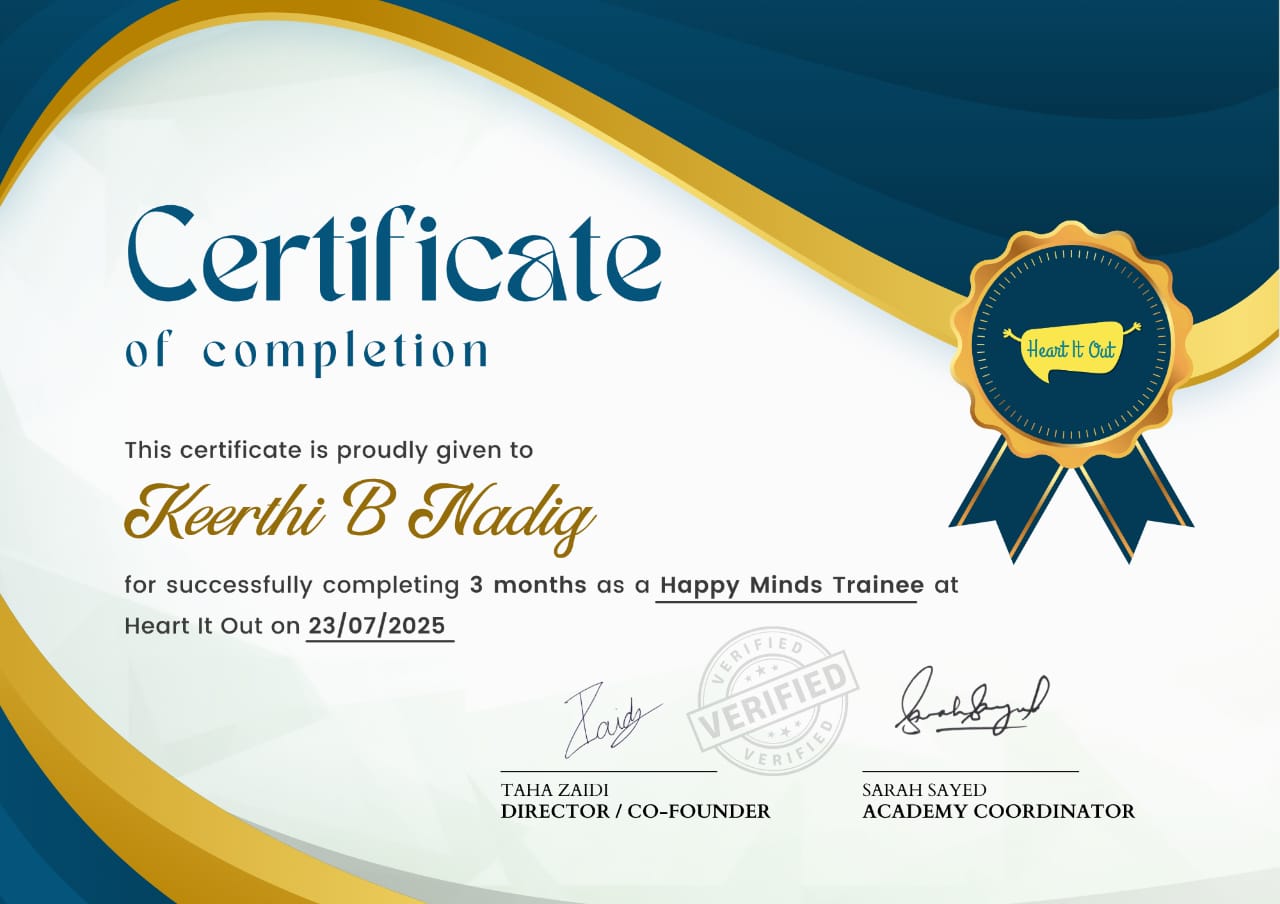 Certificate
of completion
Heart It Out
This certificate is proudly given to
Keerthi B Nadig
for successfully completing 3 months as a Happy Minds Trainee at
Heart It Out on 23/07/2025
VERIFIED
VERIFIED
VERIFIED
Zaidi
Sarah Sayed
TAHA ZAIDI
DIRECTOR / CO-FOUNDER
SARAH SAYED
ACADEMY COORDINATOR